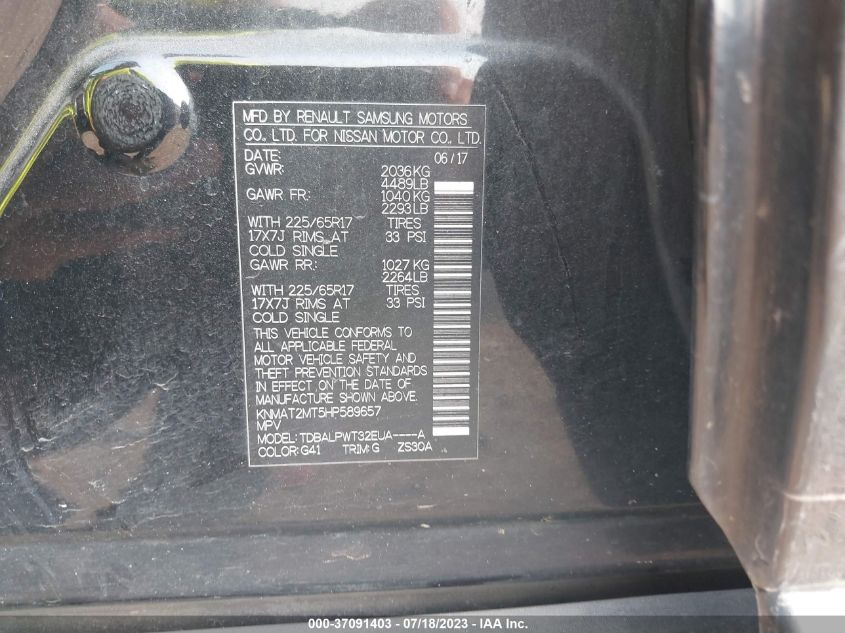 MFD BY RENAULT SAMSUNG MOTORS
CO., LTD. FOR NISSAN MOTOR CO., LTD.
DATE: 06/17
GVWR: 2036KG
4489LB
GAWR FR: 1040KG
2293LB
WITH 225/65R17 TIRES
17X7J RIMS AT 33 PSI
COLD SINGLE
GAWR RR: 1027KG
2264LB
WITH 225/65R17 TIRES
17X7J RIMS AT 33 PSI
COLD SINGLE
THIS VEHICLE CONFORMS TO
ALL APPLICABLE FEDERAL
MOTOR VEHICLE SAFETY AND
THEFT PREVENTION STANDARDS
IN EFFECT ON THE DATE OF
MANUFACTURE SHOWN ABOVE.
KNMAT2MT5HP589657
MPV
MODEL: TDBALPWT32EUA----A
COLOR: G41 TRIM: G ZS30A
000-37091403 - 07/18/2023 - IAA Inc.